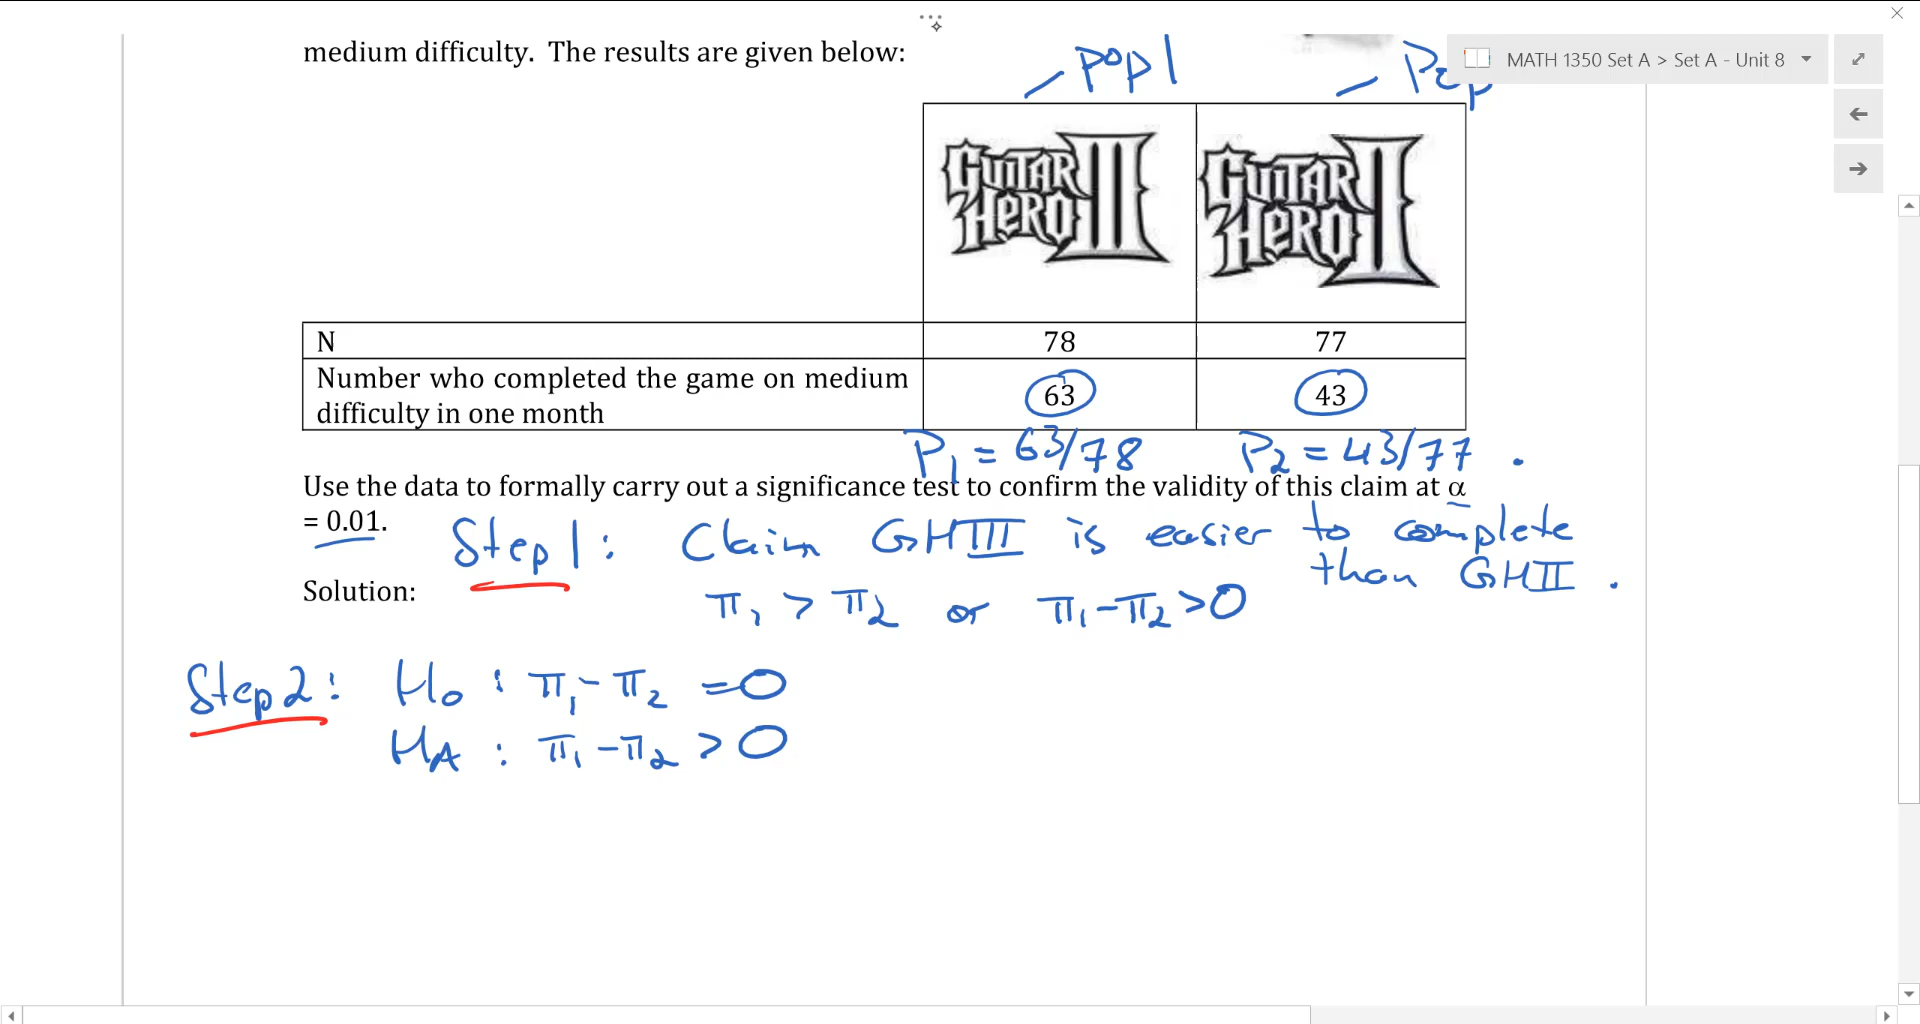 medium difficulty. The results are given below:
pop 1
MATH 1350 Set A > Set A - Unit 8
GUITAR HERO III
GUITAR HERO II
N 78 77
Number who completed the game on medium difficulty in one month 63 43
P₁ = 63/78 P₂ = 43/77 .
Use the data to formally carry out a significance test to confirm the validity of this claim at α
= 0.01.
Step 1 : Claim GHIII is easier to complete
than GHII .
Solution:
π₁ > π₂ or π₁ - π₂ > 0
Step 2 : H₀ : π₁ - π₂ = 0
H_A : π₁ - π₂ > 0